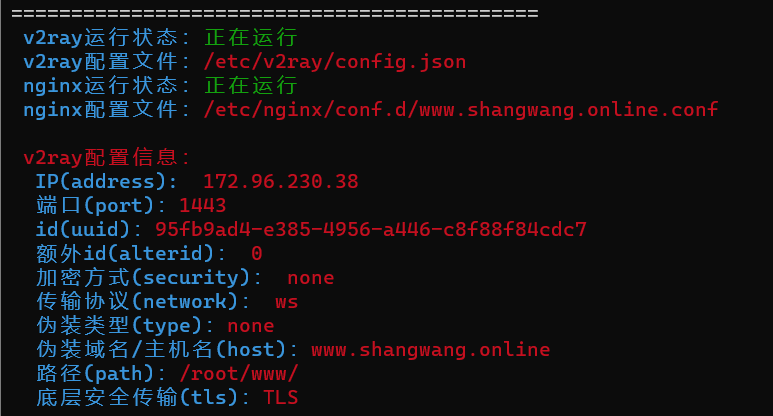 ============================================
v2ray运行状态: 正在运行
v2ray配置文件: /etc/v2ray/config.json
nginx运行状态: 正在运行
nginx配置文件: /etc/nginx/conf.d/www.shangwang.online.conf
v2ray配置信息:
IP(address): 172.96.230.38
端口(port): 1443
id(uuid): 95fb9ad4-e385-4956-a446-c8f88f84cdc7
额外id(alterid): 0
加密方式(security): none
传输协议(network): ws
伪装类型(type): none
伪装域名/主机名(host): www.shangwang.online
路径(path): /root/www/
底层安全传输(tls): TLS